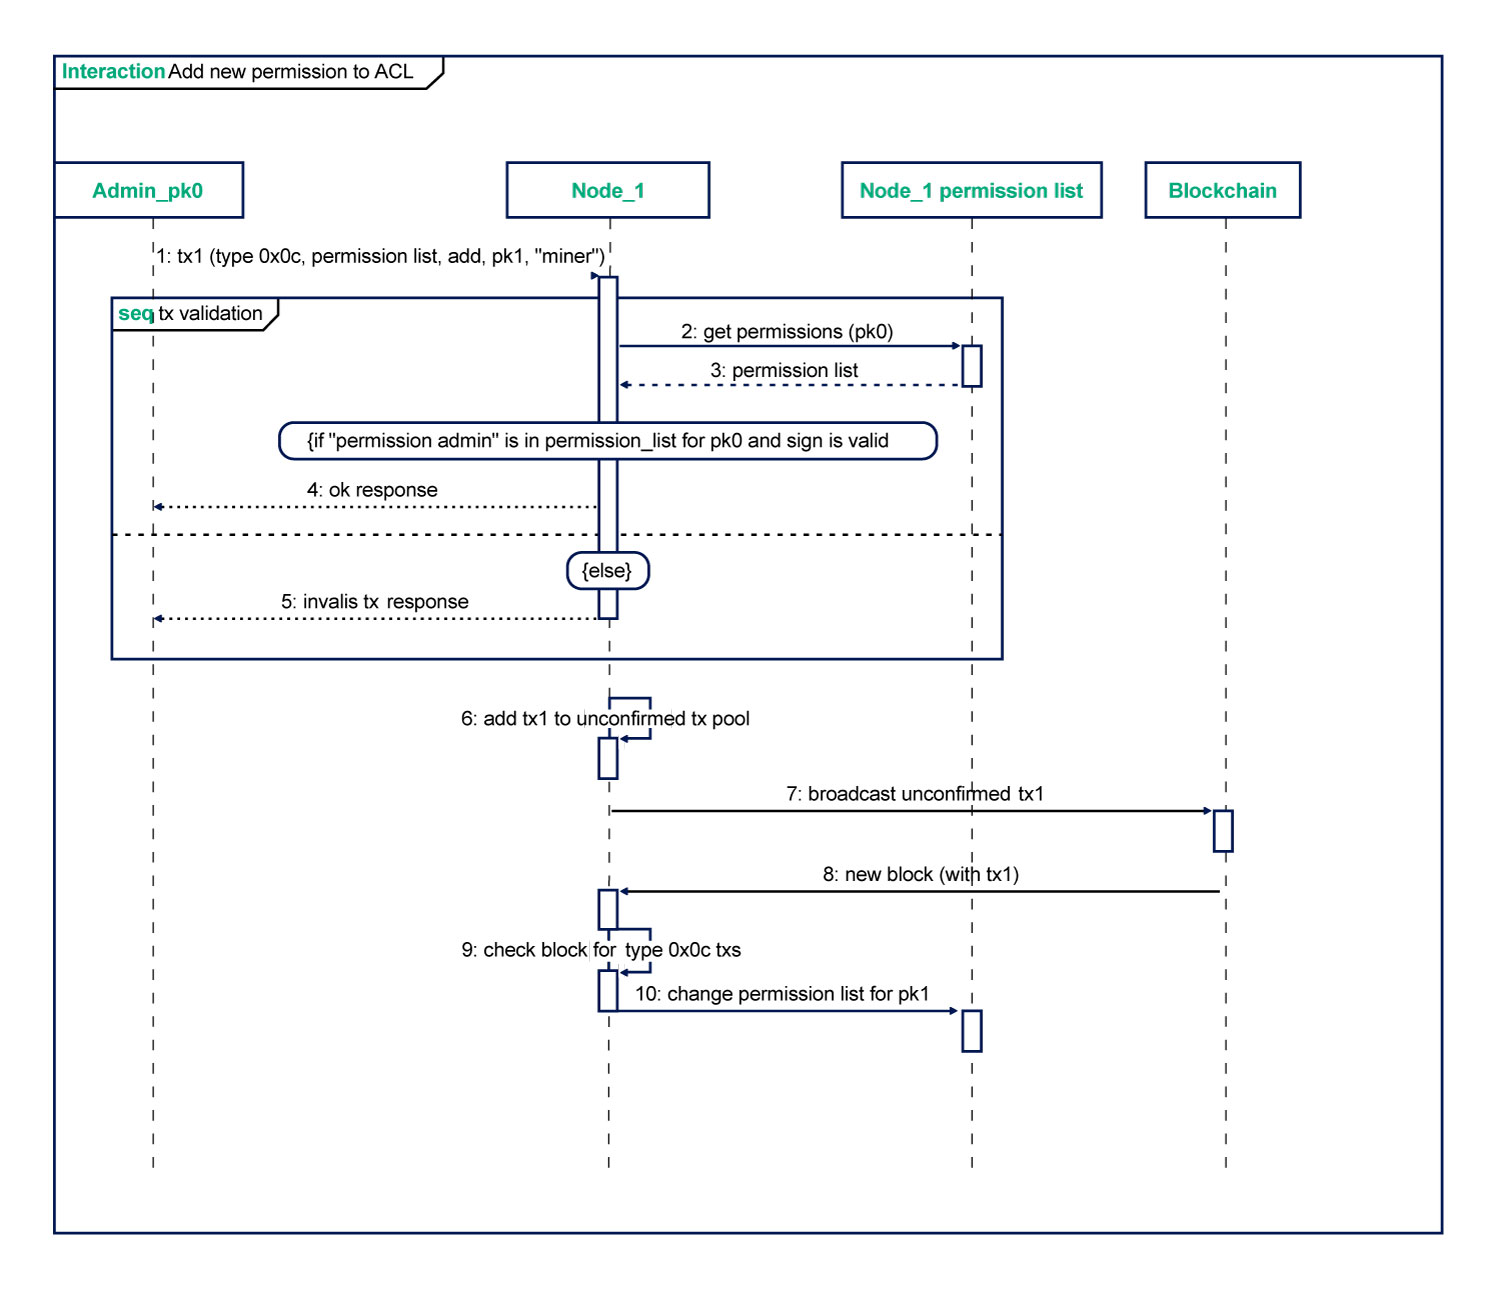 Interaction Add new permission to ACL
Admin_pk0
Node_1
Node_1 permission list
Blockchain
1: tx1 (type 0x0c, permission list, add, pk1, "miner")
seq tx validation
2: get permissions (pk0)
3: permission list
{if "permission admin" is in permission_list for pk0 and sign is valid
4: ok response
{else}
5: invalis tx response
6: add tx1 to unconfirmed tx pool
7: broadcast unconfirmed tx1
8: new block (with tx1)
9: check block for type 0x0c txs
10: change permission list for pk1